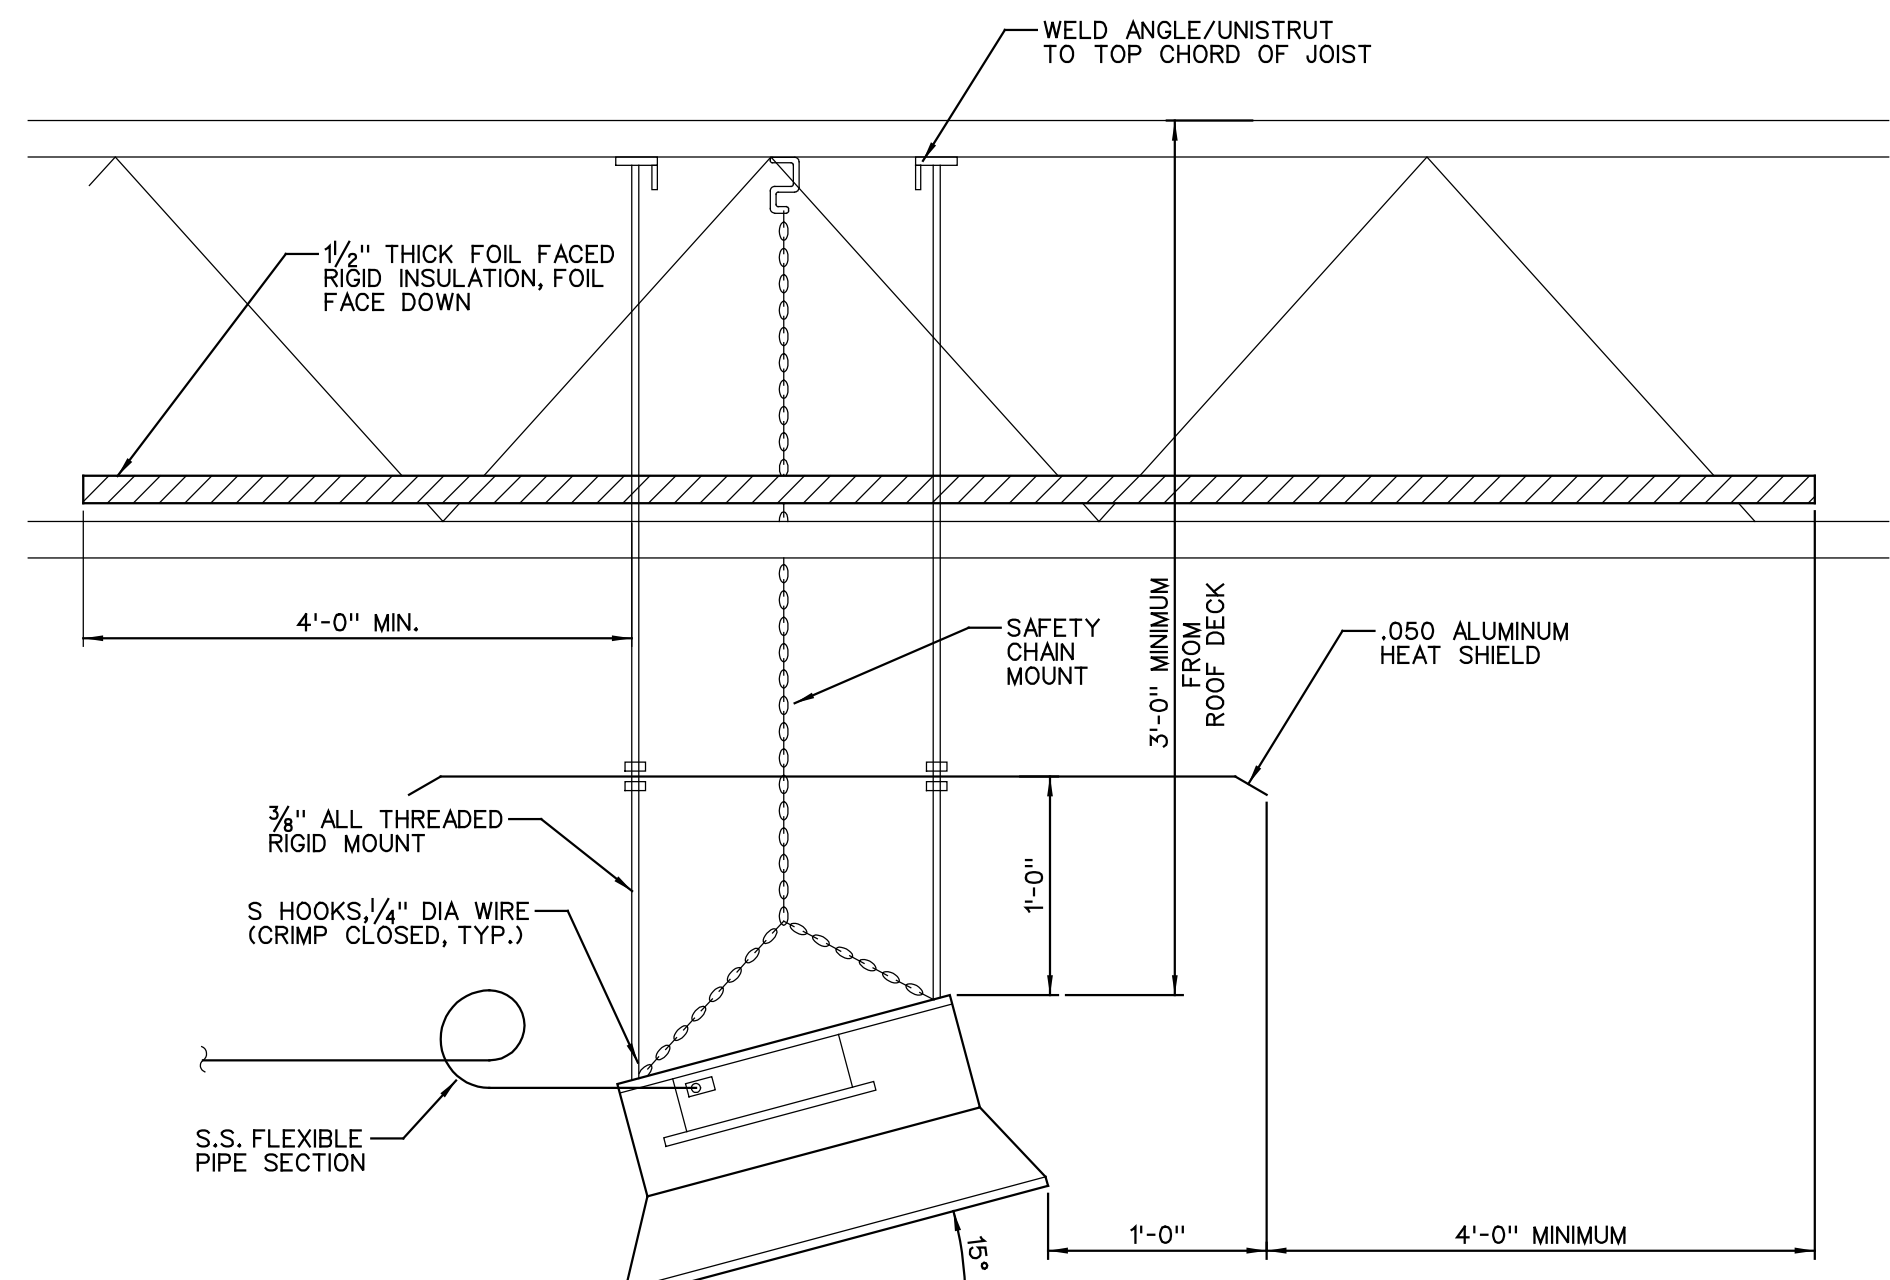 WELD ANGLE/UNISTRUT
TO TOP CHORD OF JOIST
1½" THICK FOIL FACED
RIGID INSULATION, FOIL
FACE DOWN
4'-0" MIN.
SAFETY
CHAIN
MOUNT
3'-0" MINIMUM
FROM
ROOF DECK
.050 ALUMINUM
HEAT SHIELD
⅜" ALL THREADED
RIGID MOUNT
1'-0"
S HOOKS,¼" DIA WIRE
(CRIMP CLOSED, TYP.)
S.S. FLEXIBLE
PIPE SECTION
15°
1'-0"
4'-0" MINIMUM